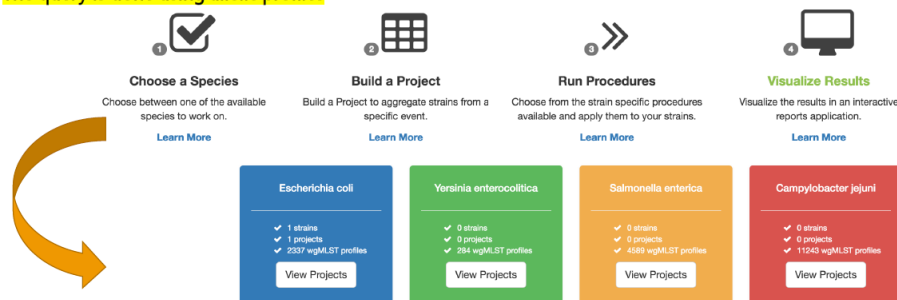 1
2
3
4
Choose a Species
Build a Project
Run Procedures
Visualize Results
Choose between one of the available
species to work on.
Build a Project to aggregate strains from a
specific event.
Choose from the strain specific procedures
available and apply them to your strains.
Visualize the results in an interactive
reports application.
Learn More
Learn More
Learn More
Learn More
Escherichia coli
1 strains
1 projects
2337 wgMLST profiles
View Projects
Yersinia enterocolitica
0 strains
0 projects
284 wgMLST profiles
View Projects
Salmonella enterica
0 strains
0 projects
4589 wgMLST profiles
View Projects
Campylobacter jejuni
0 strains
0 projects
11243 wgMLST profiles
View Projects